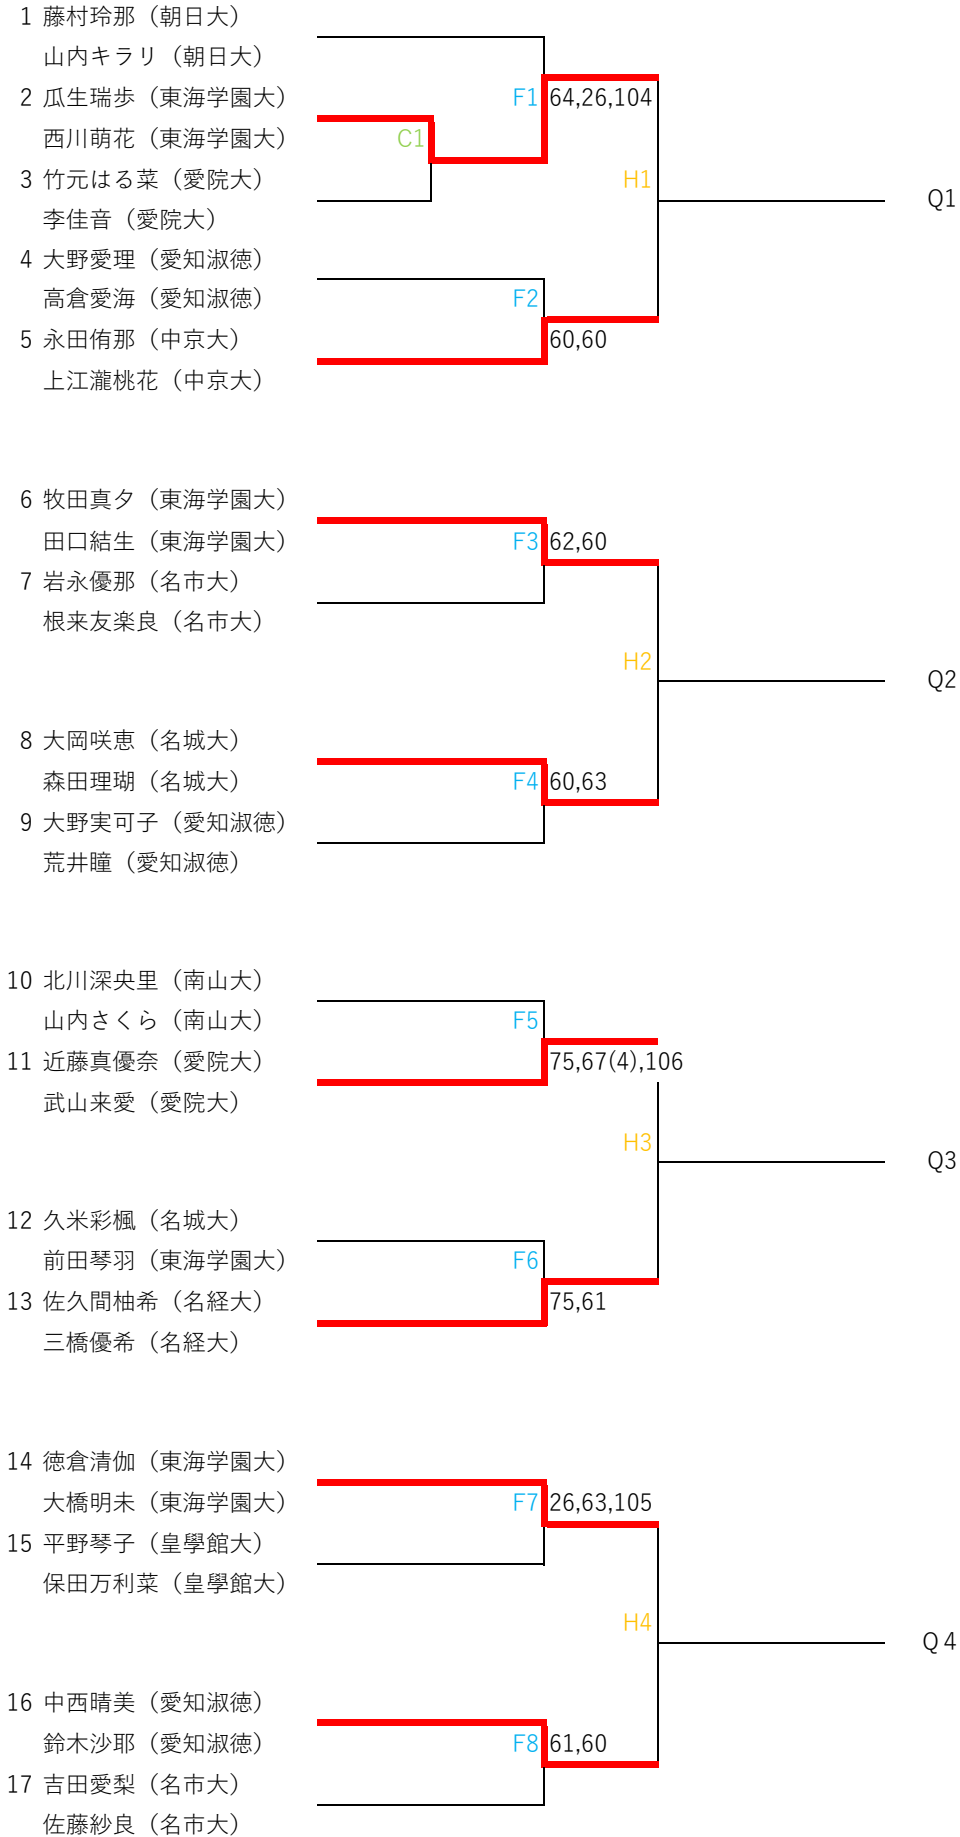 1 藤村玲那（朝日大）
山内キラリ（朝日大）
2 瓜生瑞歩（東海学園大） F1 64,26,104
西川萌花（東海学園大） C1
3 竹元はる菜（愛院大） H1
Q1
李佳音（愛院大）
4 大野愛理（愛知淑徳）
高倉愛海（愛知淑徳） F2
5 永田侑那（中京大） 60,60
上江瀧桃花（中京大）
6 牧田真夕（東海学園大）
田口結生（東海学園大） F3 62,60
7 岩永優那（名市大）
根来友楽良（名市大）
H2
Q2
8 大岡咲恵（名城大）
森田理瑚（名城大） F4 60,63
9 大野実可子（愛知淑徳）
荒井瞳（愛知淑徳）
10 北川深央里（南山大）
山内さくら（南山大） F5
11 近藤真優奈（愛院大） 75,67(4),106
武山来愛（愛院大）
H3
Q3
12 久米彩楓（名城大）
前田琴羽（東海学園大） F6
13 佐久間柚希（名経大） 75,61
三橋優希（名経大）
14 徳倉清伽（東海学園大）
大橋明未（東海学園大） F7 26,63,105
15 平野琴子（皇學館大）
保田万利菜（皇學館大）
H4
Q４
16 中西晴美（愛知淑徳）
鈴木沙耶（愛知淑徳） F8 61,60
17 吉田愛梨（名市大）
佐藤紗良（名市大）